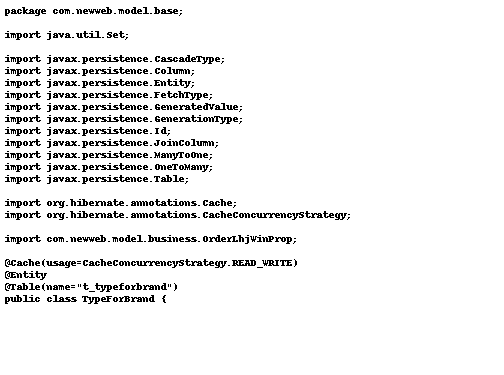 package com.newweb.model.base;
import java.util.Set;
import javax.persistence.CascadeType;
import javax.persistence.Column;
import javax.persistence.Entity;
import javax.persistence.FetchType;
import javax.persistence.GeneratedValue;
import javax.persistence.GenerationType;
import javax.persistence.Id;
import javax.persistence.JoinColumn;
import javax.persistence.ManyToOne;
import javax.persistence.OneToMany;
import javax.persistence.Table;
import org.hibernate.annotations.Cache;
import org.hibernate.annotations.CacheConcurrencyStrategy;
import com.newweb.model.business.OrderLhjWinProp;
@Cache(usage=CacheConcurrencyStrategy.READ_WRITE)
@Entity
@Table(name="t_typeforbrand")
public class TypeForBrand {